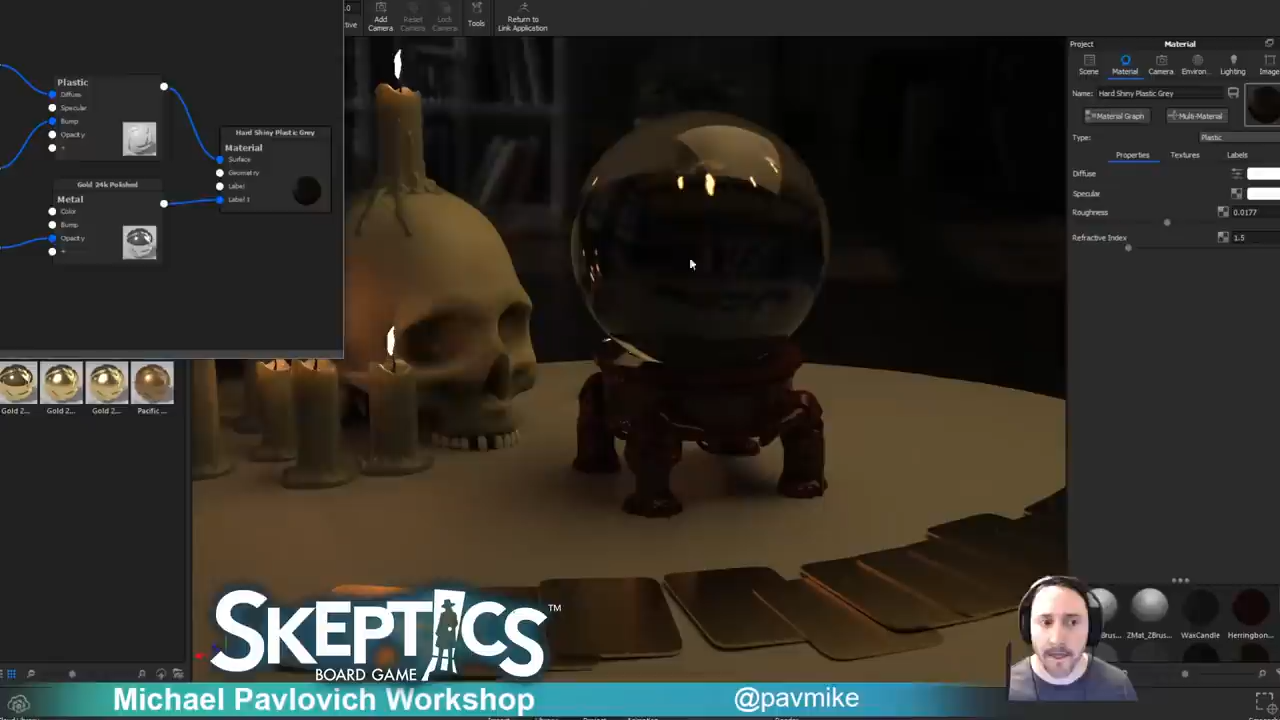 .0
tive
Add
Camera
Reset
Camera
Lock
Camera
Tools
Return to
Link Application
Plastic
Diffuse
Specular
Bump
Opacity
+
Hard Shiny Plastic Grey
Material
Surface
Geometry
Label
Label 1
Gold 24k Polished
Metal
Color
Bump
Opacity
+
Gold 2...
Gold 2...
Gold 2...
Pacific ...
Project
Material
Scene
Material
Camera
Environ...
Lighting
Image
Name: Hard Shiny Plastic Grey
Material Graph
Multi-Material
Type:
Plastic
Properties
Textures
Labels
Diffuse
Specular
Roughness
0.0177
Refractive Index
1.5
Brus...
ZMat_ZBrus...
WaxCandle
Herringbon...
SKEPTICS™
BOARD GAME
Michael Pavlovich Workshop
@pavmike